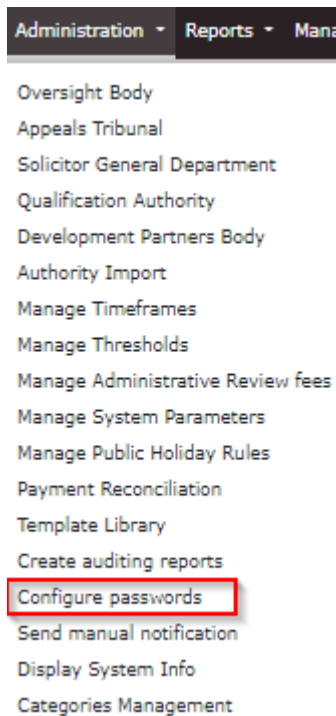 Administration Reports
Oversight Body
Appeals Tribunal
Solicitor General Department
Qualification Authority
Development Partners Body
Authority Import
Manage Timeframes
Manage Thresholds
Manage Administrative Review fees
Manage System Parameters
Manage Public Holiday Rules
Payment Reconciliation
Template Library
Create auditing reports
Configure passwords
Send manual notification
Display System Info
Categories Management